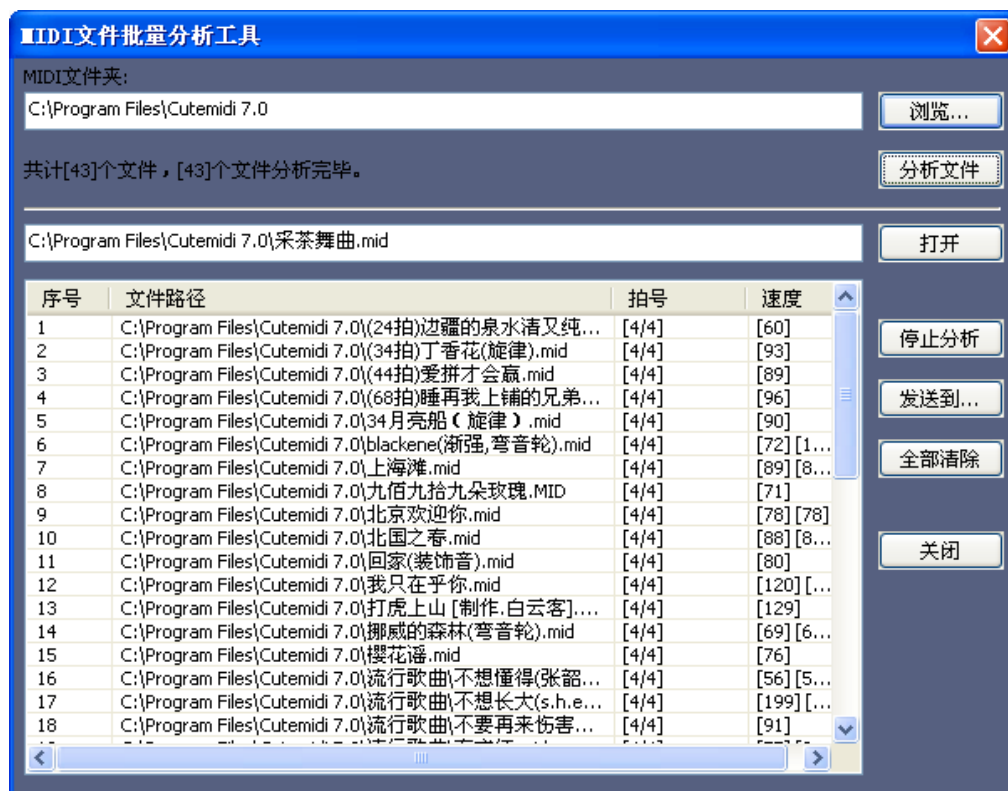 MIDI文件批量分析工具
MIDI文件夹:
C:\Program Files\Cutemidi 7.0
浏览...
共计[43]个文件，[43]个文件分析完毕。
分析文件
C:\Program Files\Cutemidi 7.0\采茶舞曲.mid
打开
序号 文件路径 拍号 速度
1 C:\Program Files\Cutemidi 7.0\(24拍)边疆的泉水清又纯... [4/4] [60]
2 C:\Program Files\Cutemidi 7.0\(34拍)丁香花(旋律).mid [4/4] [93]
3 C:\Program Files\Cutemidi 7.0\(44拍)爱拼才会赢.mid [4/4] [89]
4 C:\Program Files\Cutemidi 7.0\(68拍)睡再我上铺的兄弟... [4/4] [96]
5 C:\Program Files\Cutemidi 7.0\34月亮船（旋律）.mid [4/4] [90]
6 C:\Program Files\Cutemidi 7.0\blackene(渐强,弯音轮).mid [4/4] [72][1...
7 C:\Program Files\Cutemidi 7.0\上海滩.mid [4/4] [89][8...
8 C:\Program Files\Cutemidi 7.0\九佰九拾九朵玫瑰.MID [4/4] [71]
9 C:\Program Files\Cutemidi 7.0\北京欢迎你.mid [4/4] [78][78]
10 C:\Program Files\Cutemidi 7.0\北国之春.mid [4/4] [88][8...
11 C:\Program Files\Cutemidi 7.0\回家(装饰音).mid [4/4] [80]
12 C:\Program Files\Cutemidi 7.0\我只在乎你.mid [4/4] [120][...
13 C:\Program Files\Cutemidi 7.0\打虎上山 [制作.白云客].... [4/4] [129]
14 C:\Program Files\Cutemidi 7.0\挪威的森林(弯音轮).mid [4/4] [69][6...
15 C:\Program Files\Cutemidi 7.0\樱花谣.mid [4/4] [76]
16 C:\Program Files\Cutemidi 7.0\流行歌曲\不想懂得(张韶... [4/4] [56][5...
17 C:\Program Files\Cutemidi 7.0\流行歌曲\不想长大(s.h.e... [4/4] [199][...
18 C:\Program Files\Cutemidi 7.0\流行歌曲\不要再来伤害... [4/4] [91]
停止分析
发送到...
全部清除
关闭